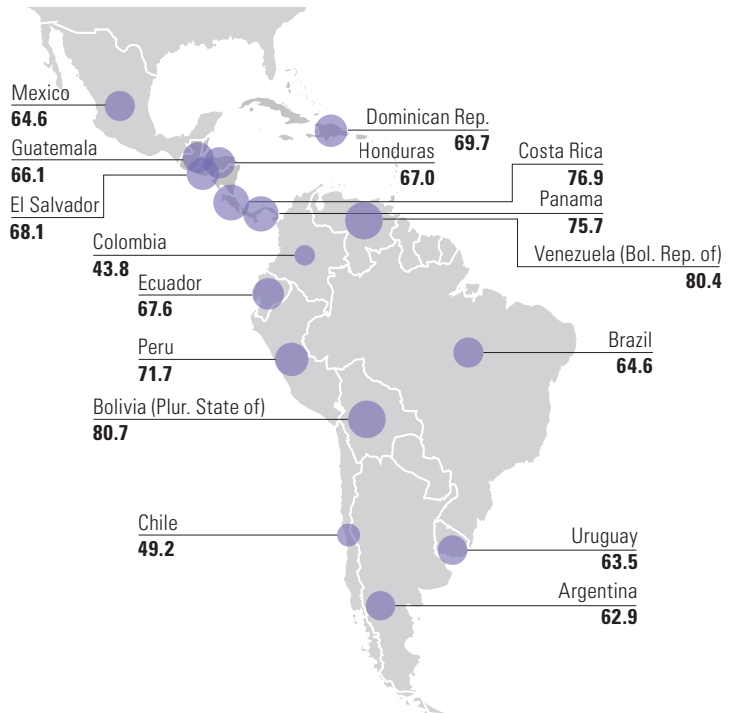 Mexico
64.6
Dominican Rep.
69.7
Guatemala
66.1
Honduras
67.0
Costa Rica
76.9
El Salvador
68.1
Panama
75.7
Colombia
43.8
Venezuela (Bol. Rep. of)
80.4
Ecuador
67.6
Peru
71.7
Brazil
64.6
Bolivia (Plur. State of)
80.7
Chile
49.2
Uruguay
63.5
Argentina
62.9